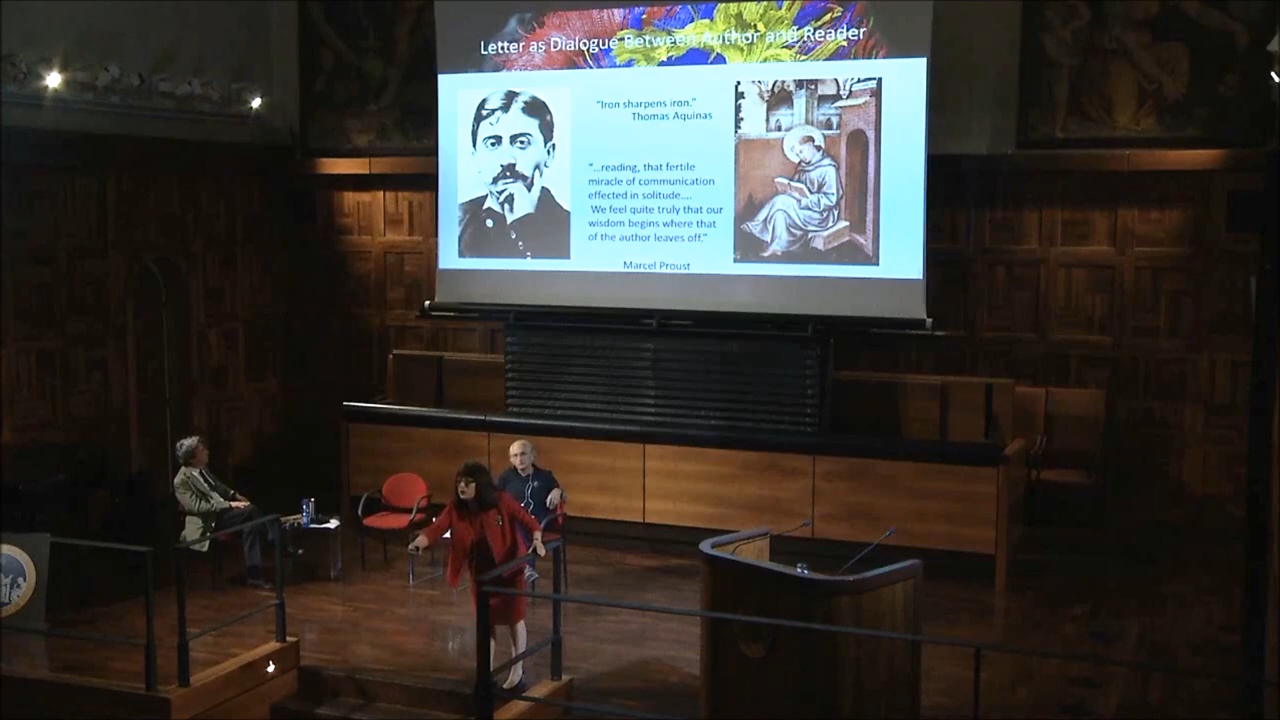 Letter as Dialogue Between Author and Reader
“Iron sharpens iron.”
Thomas Aquinas
“...reading, that fertile
miracle of communication
effected in solitude....
We feel quite truly that our
wisdom begins where that
of the author leaves off.”
Marcel Proust